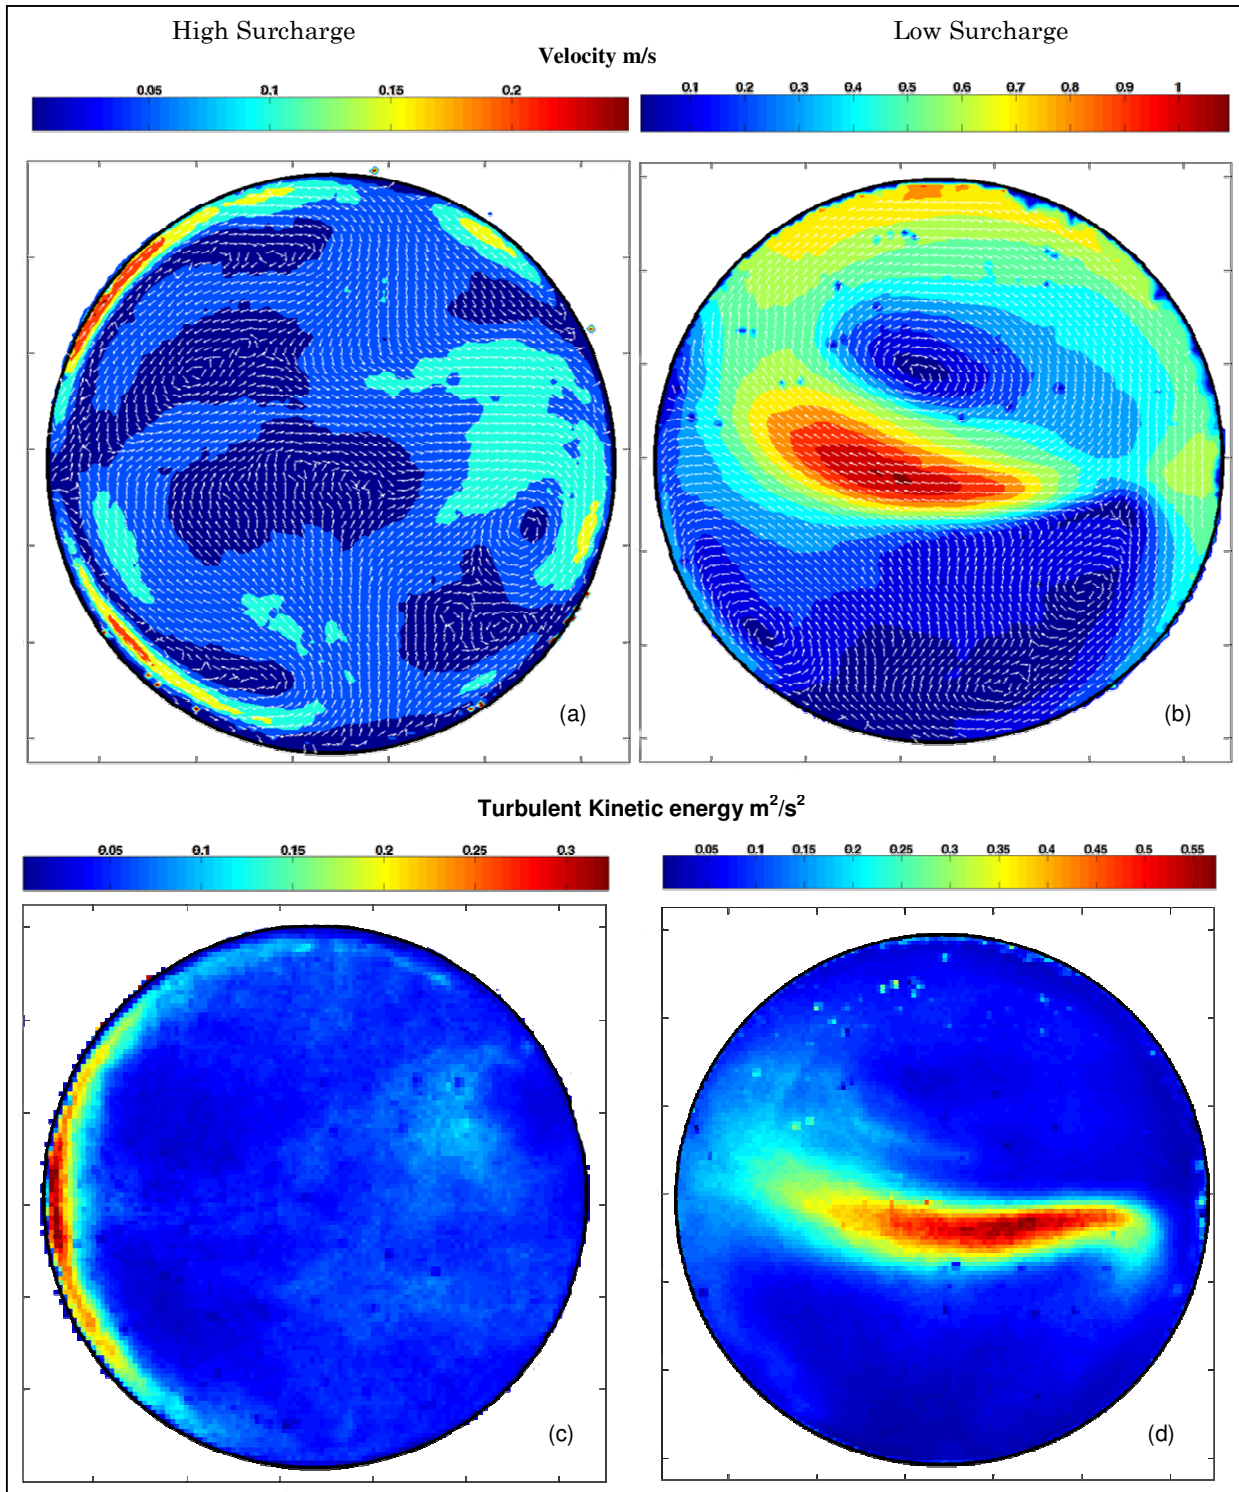 High Surcharge Low Surcharge
Velocity m/s
0.05 0.1 0.15 0.2
0.1 0.2 0.3 0.4 0.5 0.6 0.7 0.8 0.9 1
(a) (b)
Turbulent Kinetic energy m²/s²
0.05 0.1 0.15 0.2 0.25 0.3
0.05 0.1 0.15 0.2 0.25 0.3 0.35 0.4 0.45 0.5 0.55
(c) (d)